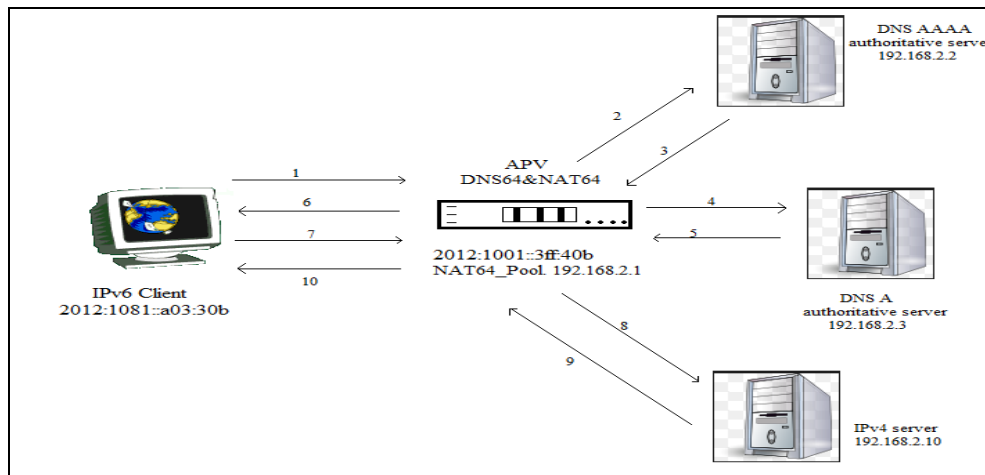 DNS AAAA
authoritative server
192.168.2.2
2
3
APV
DNS64&NAT64
1
6
7
10
4
5
2012:1001::3ff:40b
NAT64_Pool. 192.168.2.1
IPv6 Client
2012:1081::a03:30b
DNS A
authoritative server
192.168.2.3
8
9
IPv4 server
192.168.2.10